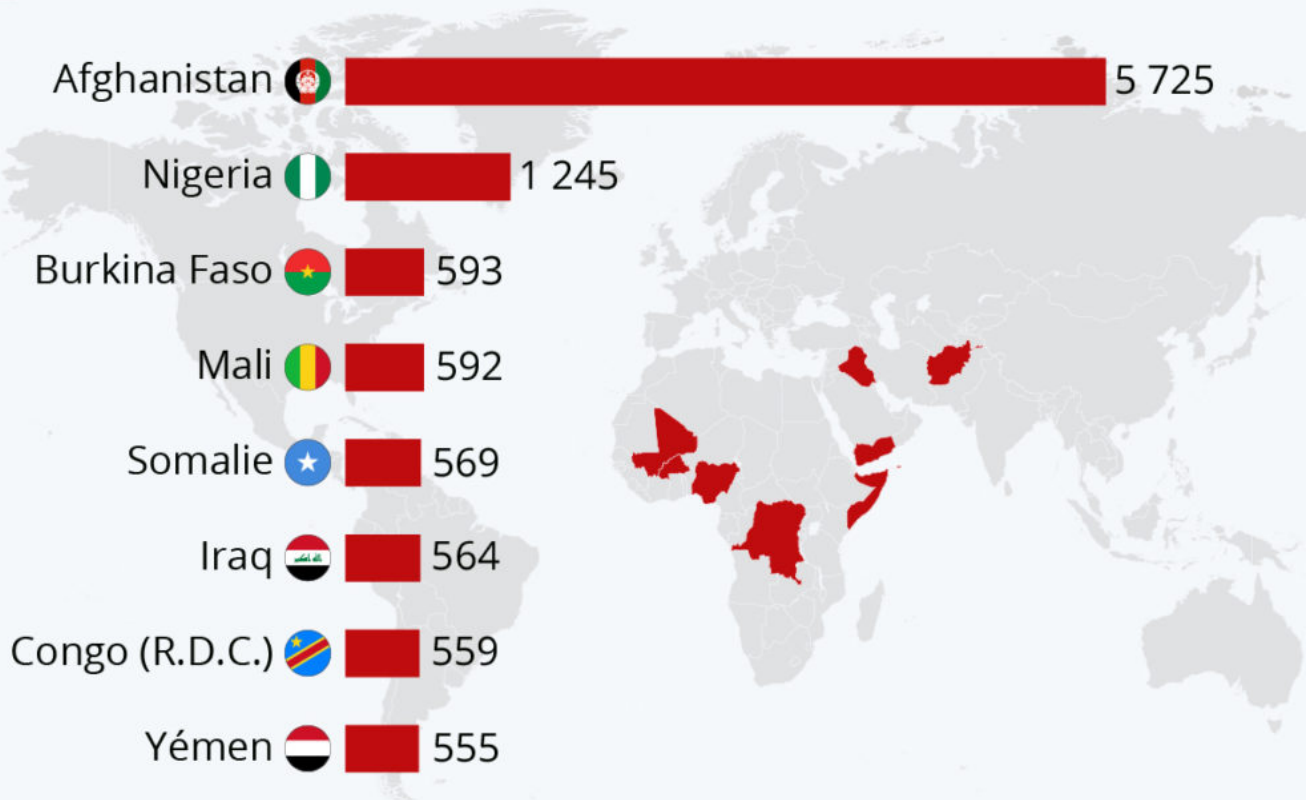 Afghanistan 5 725
Nigeria 1 245
Burkina Faso 593
Mali 592
Somalie 569
Iraq 564
Congo (R.D.C.) 559
Yémen 555